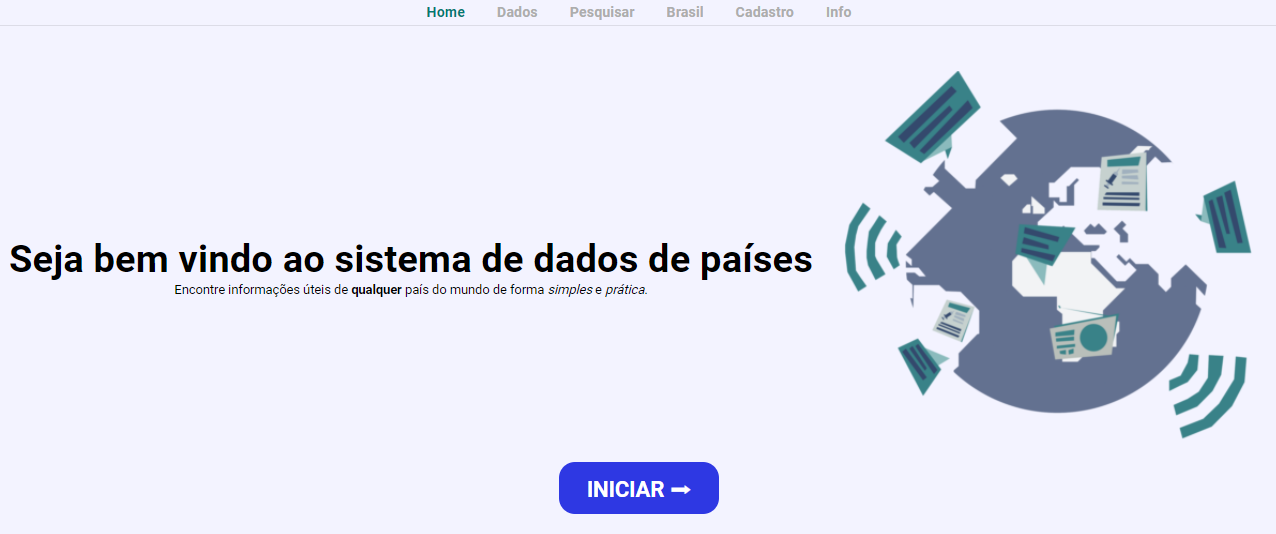 Home Dados Pesquisar Brasil Cadastro Info
Seja bem vindo ao sistema de dados de países
Encontre informações úteis de qualquer país do mundo de forma simples e prática.
INICIAR